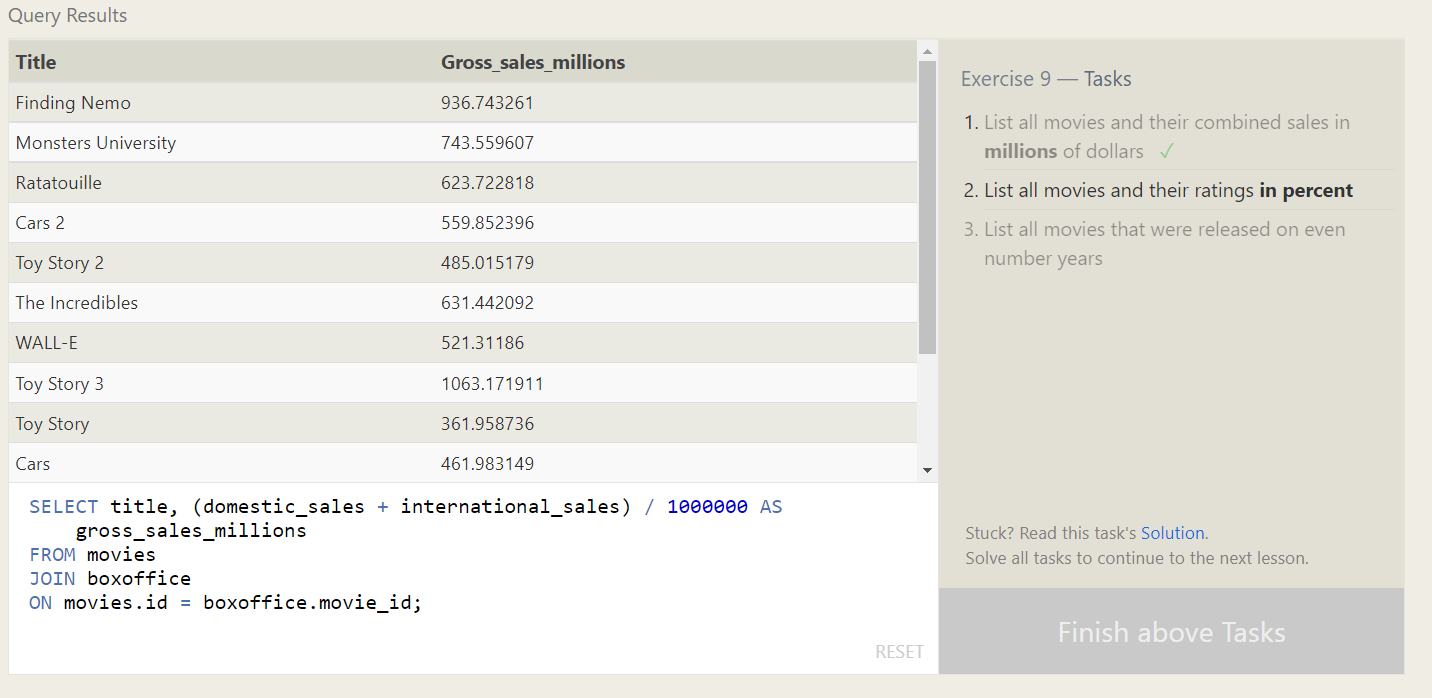 Query Results
Title Gross_sales_millions
Finding Nemo 936.743261
Monsters University 743.559607
Ratatouille 623.722818
Cars 2 559.852396
Toy Story 2 485.015179
The Incredibles 631.442092
WALL-E 521.31186
Toy Story 3 1063.171911
Toy Story 361.958736
Cars 461.983149
SELECT title, (domestic_sales + international_sales) / 1000000 AS
gross_sales_millions
FROM movies
JOIN boxoffice
ON movies.id = boxoffice.movie_id;
RESET
Exercise 9 — Tasks
1. List all movies and their combined sales in
millions of dollars ✓
2. List all movies and their ratings in percent
3. List all movies that were released on even
number years
Stuck? Read this task's Solution.
Solve all tasks to continue to the next lesson.
Finish above Tasks